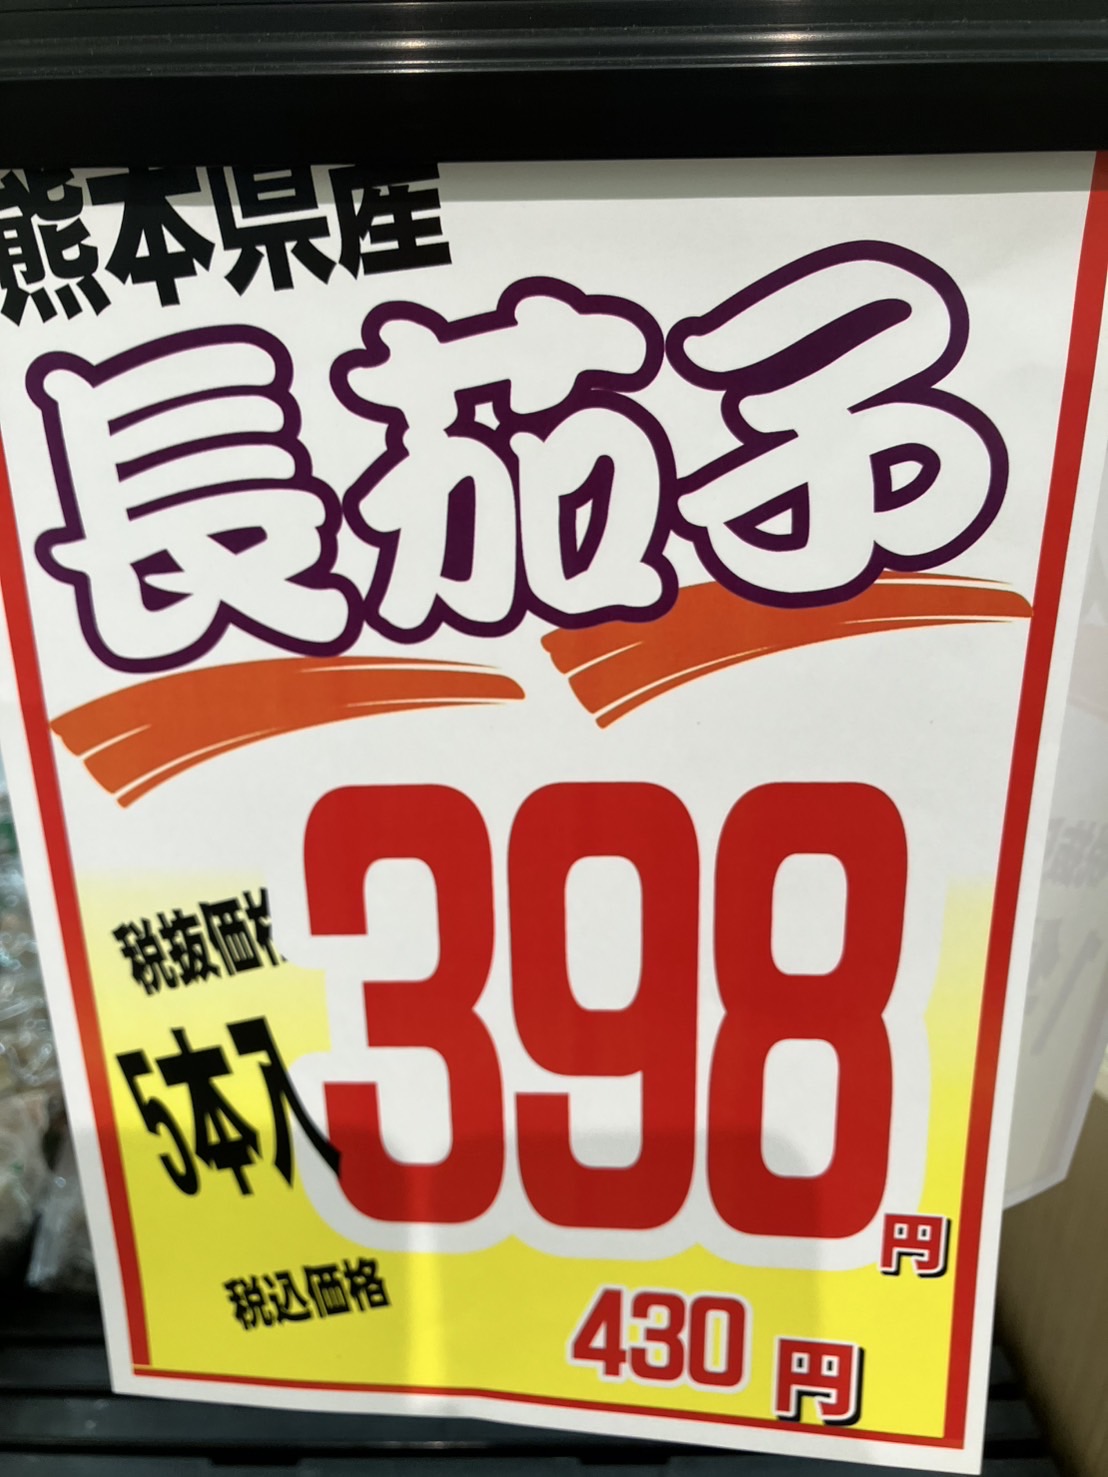 熊本県産
長茄子
税抜価格
398円
5本入
税込価格 430円